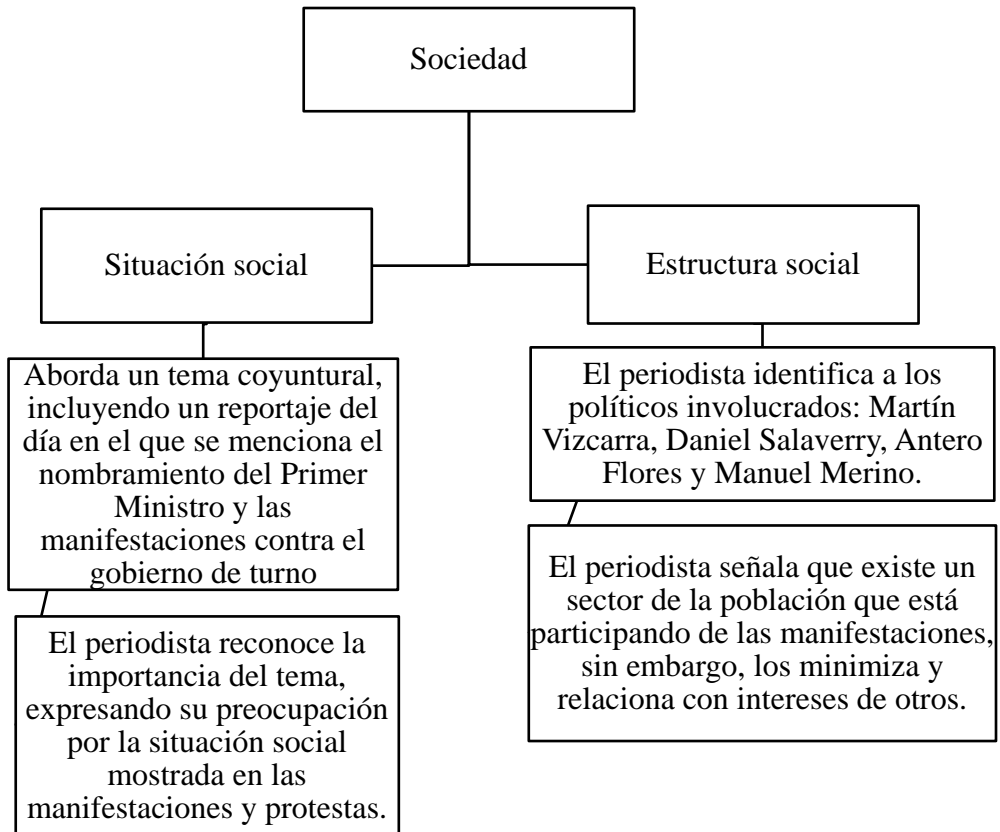 Sociedad
Situación social
Aborda un tema coyuntural,
incluyendo un reportaje del
día en el que se menciona el
nombramiento del Primer
Ministro y las
manifestaciones contra el
gobierno de turno
El periodista reconoce la
importancia del tema,
expresando su preocupación
por la situación social
mostrada en las
manifestaciones y protestas.
Estructura social
El periodista identifica a los
políticos involucrados: Martín
Vizcarra, Daniel Salaverry, Antero
Flores y Manuel Merino.
El periodista señala que existe un
sector de la población que está
participando de las manifestaciones,
sin embargo, los minimiza y
relaciona con intereses de otros.